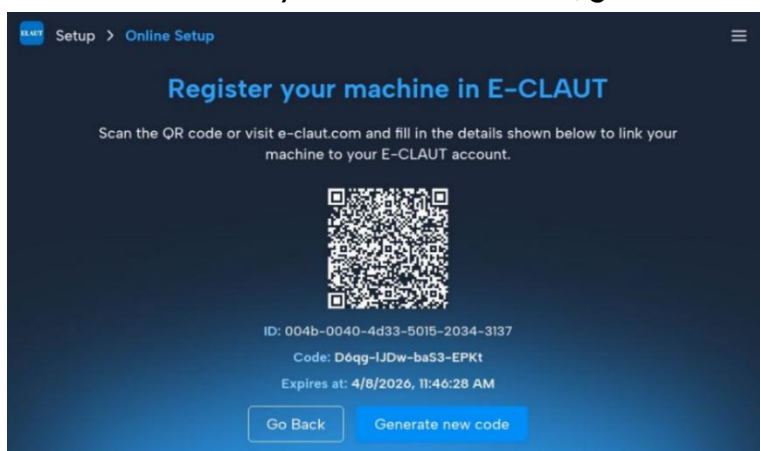 ELAUT Setup > Online Setup
Register your machine in E-CLAUT
Scan the QR code or visit e-claut.com and fill in the details shown below to link your
machine to your E-CLAUT account.
ID: 004b-0040-4d33-5015-2034-3137
Code: D6qg-lJDw-baS3-EPKt
Expires at: 4/8/2026, 11:46:28 AM
Go Back Generate new code